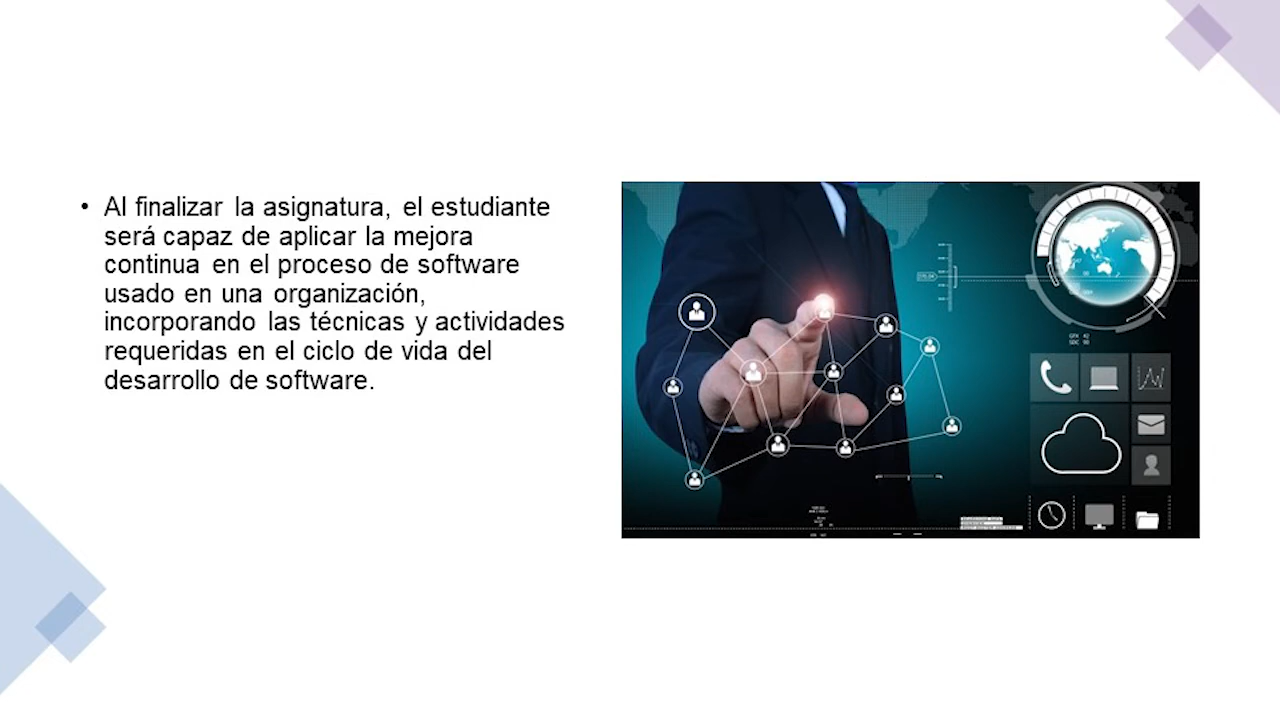 • Al finalizar la asignatura, el estudiante
será capaz de aplicar la mejora
continua en el proceso de software
usado en una organización,
incorporando las técnicas y actividades
requeridas en el ciclo de vida del
desarrollo de software.